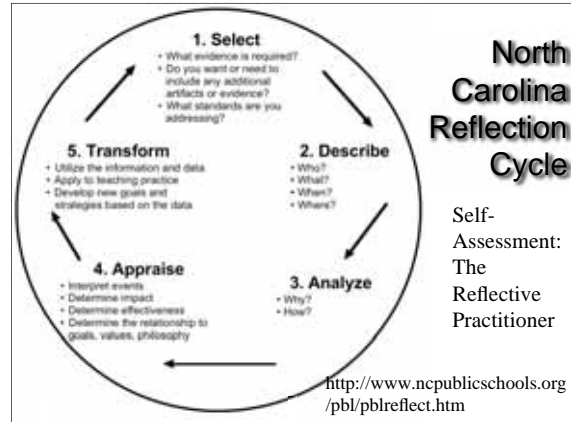 1. Select
• What evidence is required?
• Do you want or need to
include any additional
artifacts or evidence?
• What standards are you
addressing?
2. Describe
• Who?
• What?
• When?
• Where?
3. Analyze
• Why?
• How?
4. Appraise
• Interpret events
• Determine impact
• Determine effectiveness
• Determine the relationship to
goals, values, philosophy
5. Transform
• Utilize the information and data
• Apply to teaching practice
• Develop new goals and
strategies based on the data
North
Carolina
Reflection
Cycle
Self-
Assessment:
The
Reflective
Practitioner
http://www.ncpublicschools.org
/pbl/pblreflect.htm